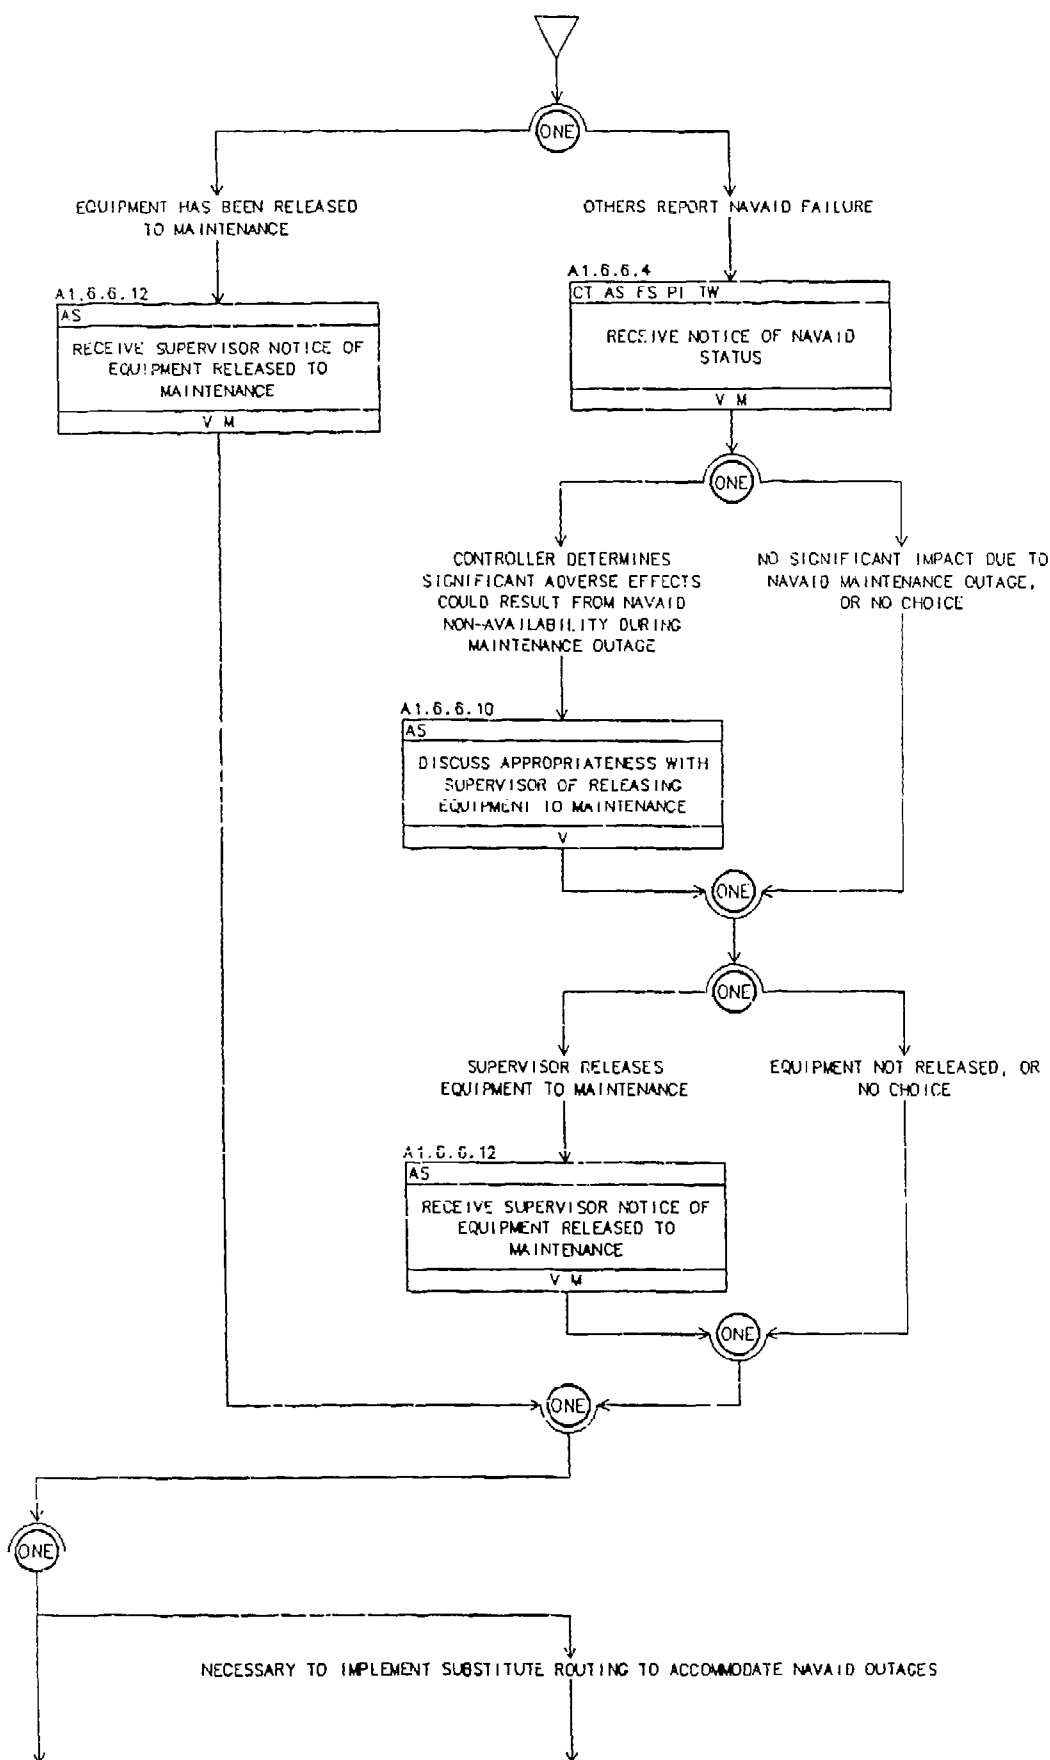 ONE
EQUIPMENT HAS BEEN RELEASED
TO MAINTENANCE
OTHERS REPORT NAVAID FAILURE
A1.6.6.12
AS
RECEIVE SUPERVISOR NOTICE OF
EQUIPMENT RELEASED TO
MAINTENANCE
V M
A1.6.6.4
CT AS FS PI TW
RECEIVE NOTICE OF NAVAID
STATUS
V M
ONE
CONTROLLER DETERMINES
SIGNIFICANT ADVERSE EFFECTS
COULD RESULT FROM NAVAID
NON-AVAILABILITY DURING
MAINTENANCE OUTAGE
NO SIGNIFICANT IMPACT DUE TO
NAVAID MAINTENANCE OUTAGE,
OR NO CHOICE
A1.6.6.10
AS
DISCUSS APPROPRIATENESS WITH
SUPERVISOR OF RELEASING
EQUIPMENT TO MAINTENANCE
V
ONE
ONE
SUPERVISOR RELEASES
EQUIPMENT TO MAINTENANCE
EQUIPMENT NOT RELEASED, OR
NO CHOICE
A1.6.6.12
AS
RECEIVE SUPERVISOR NOTICE OF
EQUIPMENT RELEASED TO
MAINTENANCE
V M
ONE
ONE
ONE
NECESSARY TO IMPLEMENT SUBSTITUTE ROUTING TO ACCOMMODATE NAVAID OUTAGES